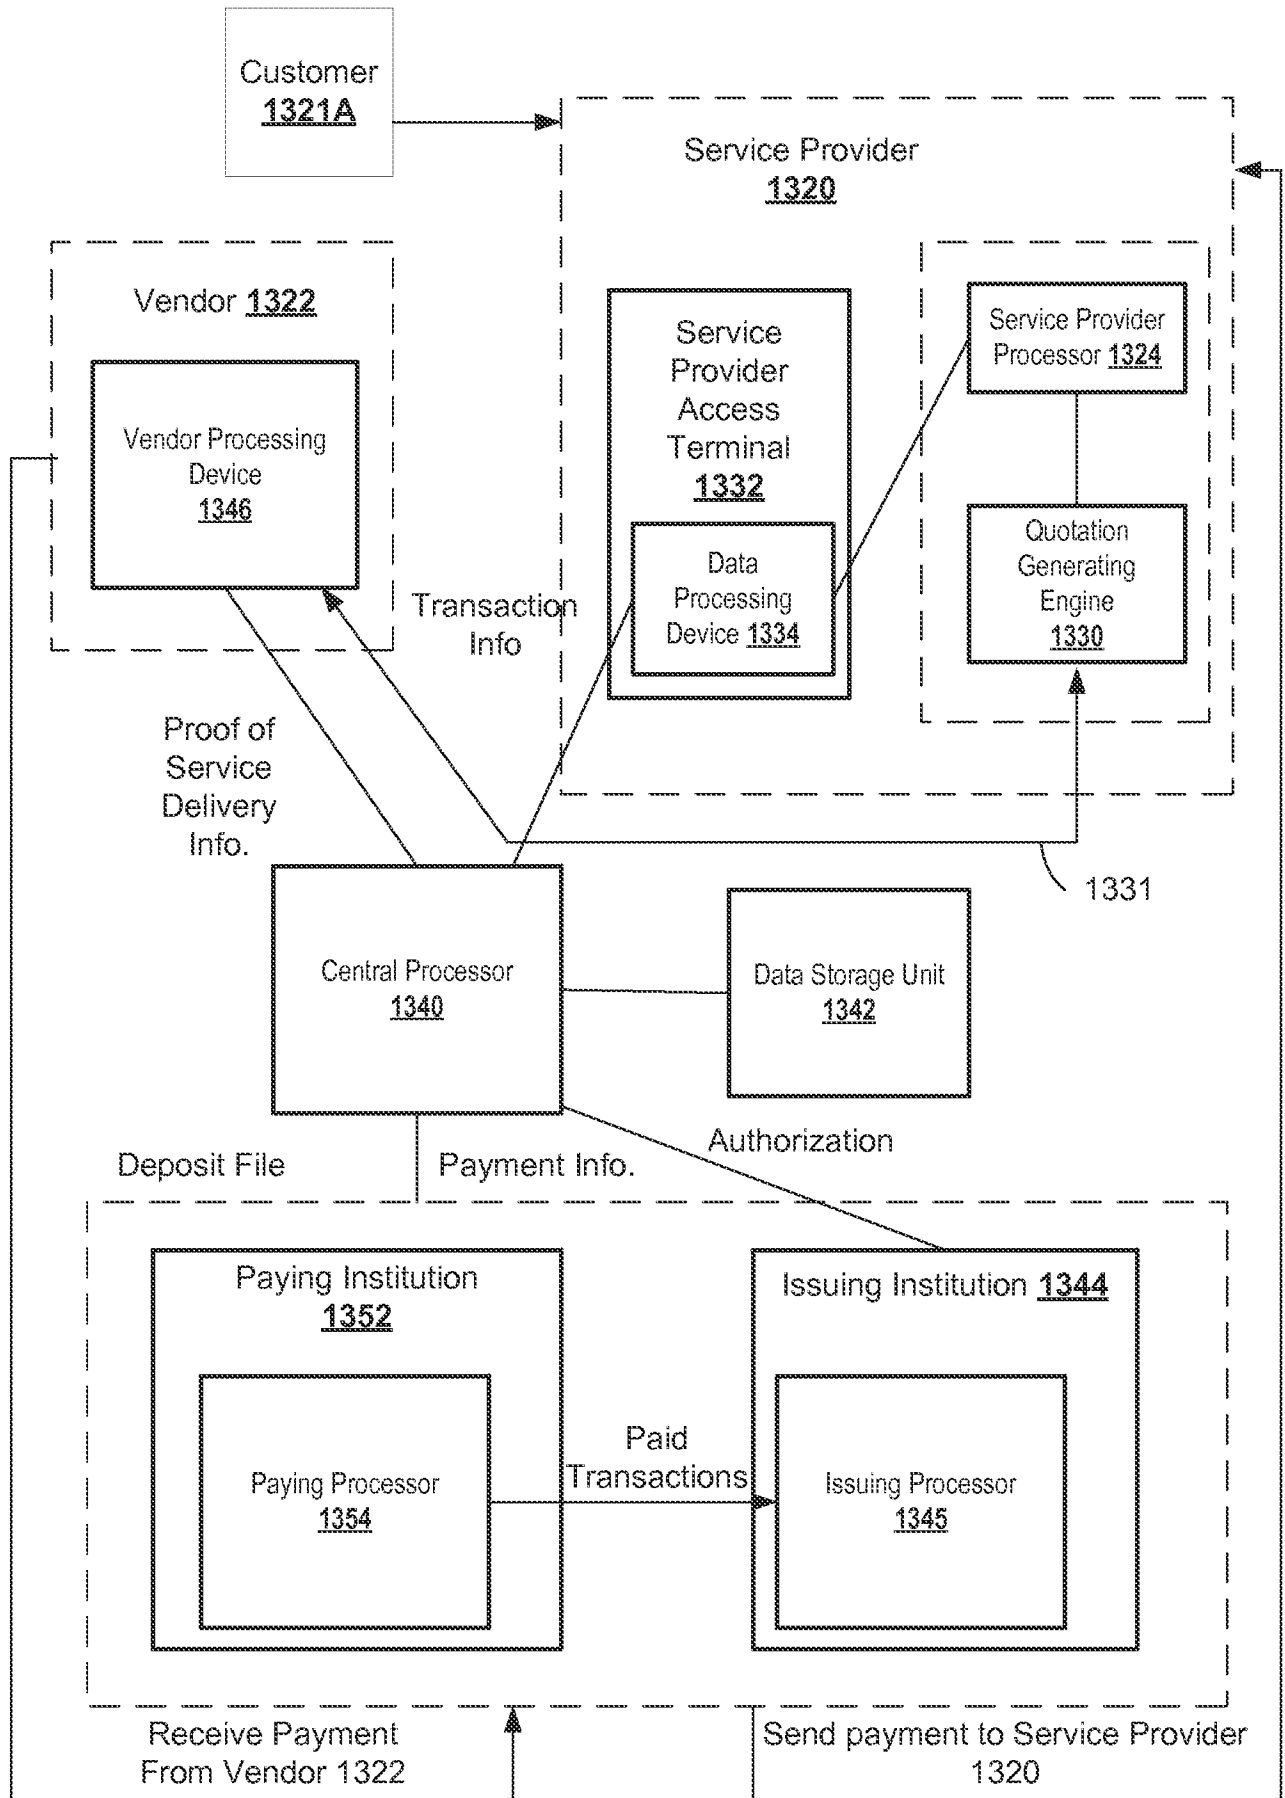 Customer
1321A
Service Provider
1320
Vendor 1322
Vendor Processing
Device
1346
Service
Provider
Access
Terminal
1332
Data
Processing
Device 1334
Service Provider
Processor 1324
Quotation
Generating
Engine
1330
Transaction
Info
Proof of
Service
Delivery
Info.
1331
Central Processor
1340
Data Storage Unit
1342
Authorization
Deposit File
Payment Info.
Paying Institution
1352
Issuing Institution 1344
Paying Processor
1354
Paid
Transactions
Issuing Processor
1345
Receive Payment
From Vendor 1322
Send payment to Service Provider
1320